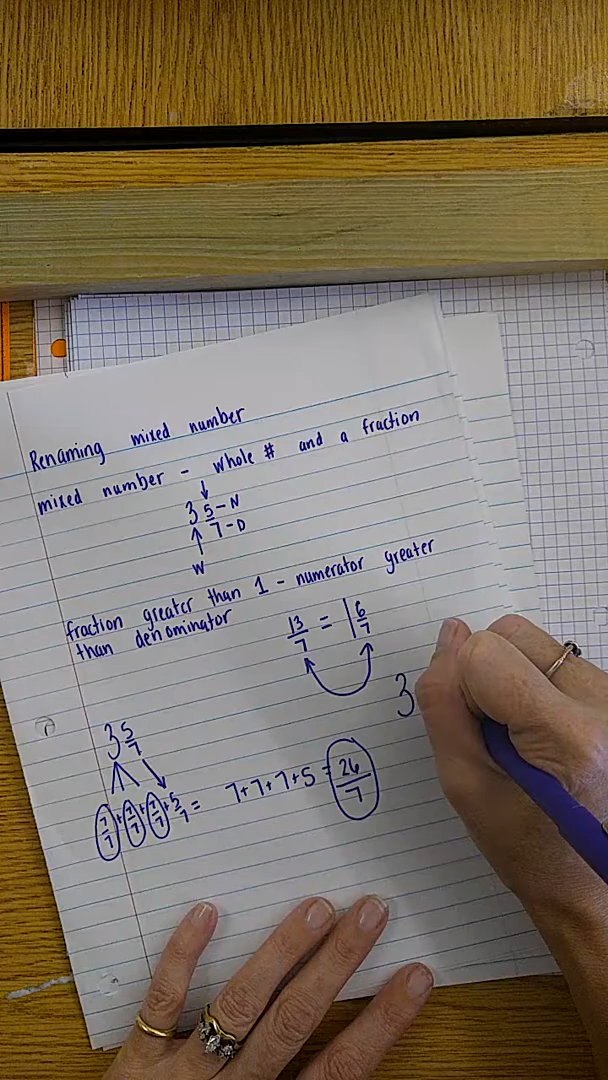 Renaming mixed number
mixed number - whole # and a fraction
↓
3 5/7 - N
- D
↑
W
fraction greater than 1 - numerator greater
than denominator
13/7 = 1 6/7
3 5/7
7/7 + 7/7 + 7/7 + 5/7 = 7+7+7+5 = 26/7
3